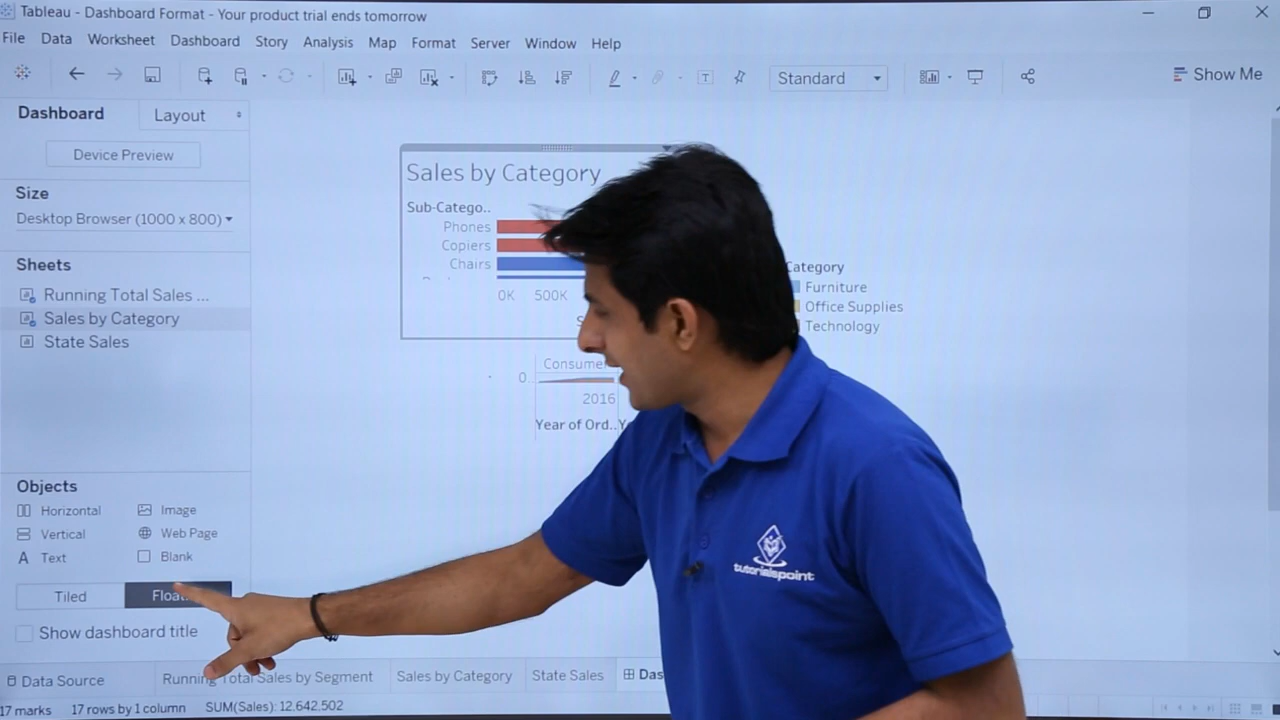 Tableau - Dashboard Format - Your product trial ends tomorrow
File Data Worksheet Dashboard Story Analysis Map Format Server Window Help
Standard
Show Me
Dashboard
Layout
Device Preview
Size
Desktop Browser (1000 x 800)
Sheets
Running Total Sales ...
Sales by Category
State Sales
Objects
Horizontal
Image
Vertical
Web Page
A Text
Blank
Tiled
Floa
Show dashboard title
Sales by Category
Sub-Catego..
Phones
Copiers
Chairs
0K 500K
S
Category
Furniture
Office Supplies
Technology
Consumer
0..
2016
Year of Ord.. Y
tutorialspoint
Data Source
Running Total Sales by Segment
Sales by Category
State Sales
Das
17 marks 17 rows by 1 column SUM(Sales): 12.642.502